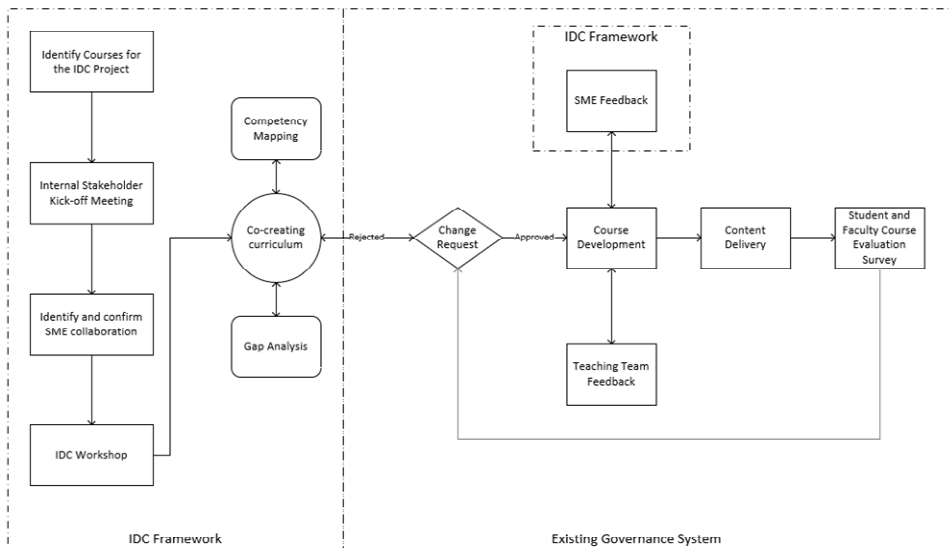 Identify Courses for
the IDC Project
Internal Stakeholder
Kick-off Meeting
Identify and confirm
SME collaboration
IDC Workshop
Competency
Mapping
Co-creating
curriculum
Gap Analysis
IDC Framework
Rejected
Change
Request
Approved
IDC Framework
SME Feedback
Course
Development
Teaching Team
Feedback
Content
Delivery
Student and
Faculty Course
Evaluation
Survey
Existing Governance System